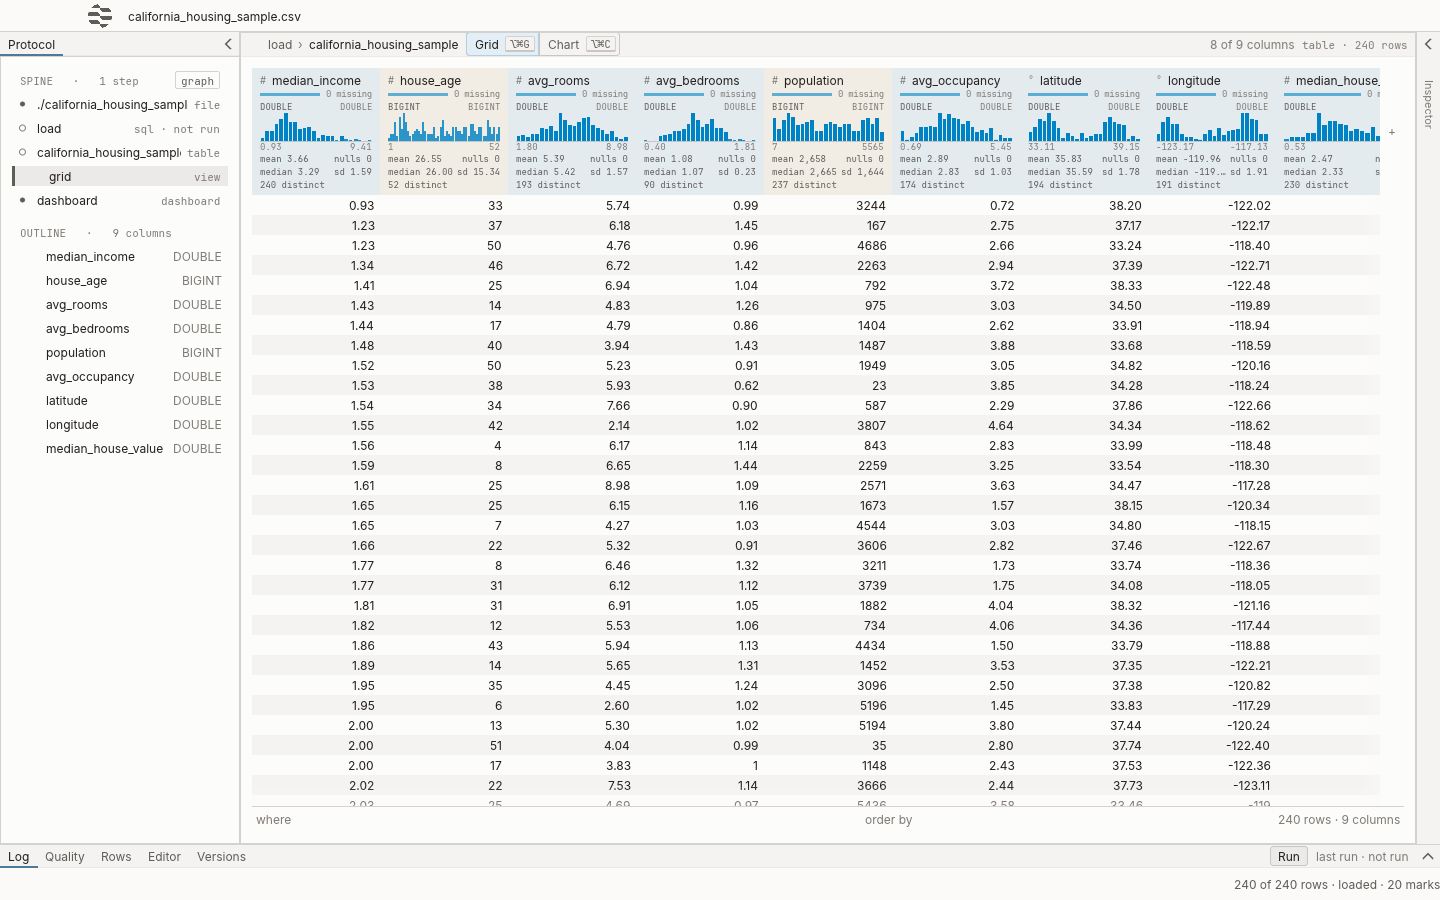 california_housing_sample.csv
Protocol
load › california_housing_sample Grid ⌥⌘G Chart ⌥⌘C
8 of 9 columns table · 240 rows
SPINE · 1 step graph
./california_housing_sampl file
load sql · not run
california_housing_sampl table
grid view
dashboard dashboard
OUTLINE · 9 columns
median_income DOUBLE
house_age BIGINT
avg_rooms DOUBLE
avg_bedrooms DOUBLE
population BIGINT
avg_occupancy DOUBLE
latitude DOUBLE
longitude DOUBLE
median_house_value DOUBLE
# median_income # house_age # avg_rooms # avg_bedrooms # population # avg_occupancy ° latitude ° longitude # median_house_
0 missing 0 missing 0 missing 0 missing 0 missing 0 missing 0 missing 0 missing 0 m
DOUBLE DOUBLE BIGINT BIGINT DOUBLE DOUBLE DOUBLE DOUBLE BIGINT BIGINT DOUBLE DOUBLE DOUBLE DOUBLE DOUBLE DOUBLE DOUBLE
0.93 9.41 1 52 1.80 8.98 0.40 1.81 7 5565 0.69 5.45 33.11 39.15 -123.17 -117.13 0.53
mean 3.66 nulls 0 mean 26.55 nulls 0 mean 5.39 nulls 0 mean 1.08 nulls 0 mean 2,658 nulls 0 mean 2.89 nulls 0 mean 35.83 nulls 0 mean -119.96 nulls 0 mean 2.47 n
median 3.29 sd 1.59 median 26.00 sd 15.34 median 5.42 sd 1.57 median 1.07 sd 0.23 median 2,665 sd 1,644 median 2.83 sd 1.03 median 35.59 sd 1.78 median -119.… sd 1.91 median 2.33 s
240 distinct 52 distinct 193 distinct 90 distinct 237 distinct 174 distinct 194 distinct 191 distinct 230 distinct
+
0.93 33 5.74 0.99 3244 0.72 38.20 -122.02
1.23 37 6.18 1.45 167 2.75 37.17 -122.17
1.23 50 4.76 0.96 4686 2.66 33.24 -118.40
1.34 46 6.72 1.42 2263 2.94 37.39 -122.71
1.41 25 6.94 1.04 792 3.72 38.33 -122.48
1.43 14 4.83 1.26 975 3.03 34.50 -119.89
1.44 17 4.79 0.86 1404 2.62 33.91 -118.94
1.48 40 3.94 1.43 1487 3.88 33.68 -118.59
1.52 50 5.23 0.91 1949 3.05 34.82 -120.16
1.53 38 5.93 0.62 23 3.85 34.28 -118.24
1.54 34 7.66 0.90 587 2.29 37.86 -122.66
1.55 42 2.14 1.02 3807 4.64 34.34 -118.62
1.56 4 6.17 1.14 843 2.83 33.99 -118.48
1.59 8 6.65 1.44 2259 3.25 33.54 -118.30
1.61 25 8.98 1.09 2571 3.63 34.47 -117.28
1.65 25 6.15 1.16 1673 1.57 38.15 -120.34
1.65 7 4.27 1.03 4544 3.03 34.80 -118.15
1.66 22 5.32 0.91 3606 2.82 37.46 -122.67
1.77 8 6.46 1.32 3211 1.73 33.74 -118.36
1.77 31 6.12 1.12 3739 1.75 34.08 -118.05
1.81 31 6.91 1.05 1882 4.04 38.32 -121.16
1.82 12 5.53 1.06 734 4.06 34.36 -117.44
1.86 43 5.94 1.13 4434 1.50 33.79 -118.88
1.89 14 5.65 1.31 1452 3.53 37.35 -122.21
1.95 35 4.45 1.24 3096 2.50 37.38 -120.82
1.95 6 2.60 1.02 5196 1.45 33.83 -117.29
2.00 13 5.30 1.02 5194 3.80 37.44 -120.24
2.00 51 4.04 0.99 35 2.80 37.74 -122.40
2.00 17 3.83 1 1148 2.43 37.53 -122.36
2.02 22 7.53 1.14 3666 2.44 37.73 -123.11
2.03 25 4.69 0.97 5436 3.58 33.46 -119
where order by 240 rows · 9 columns
Inspector
Log Quality Rows Editor Versions
Run last run · not run
240 of 240 rows · loaded · 20 marks